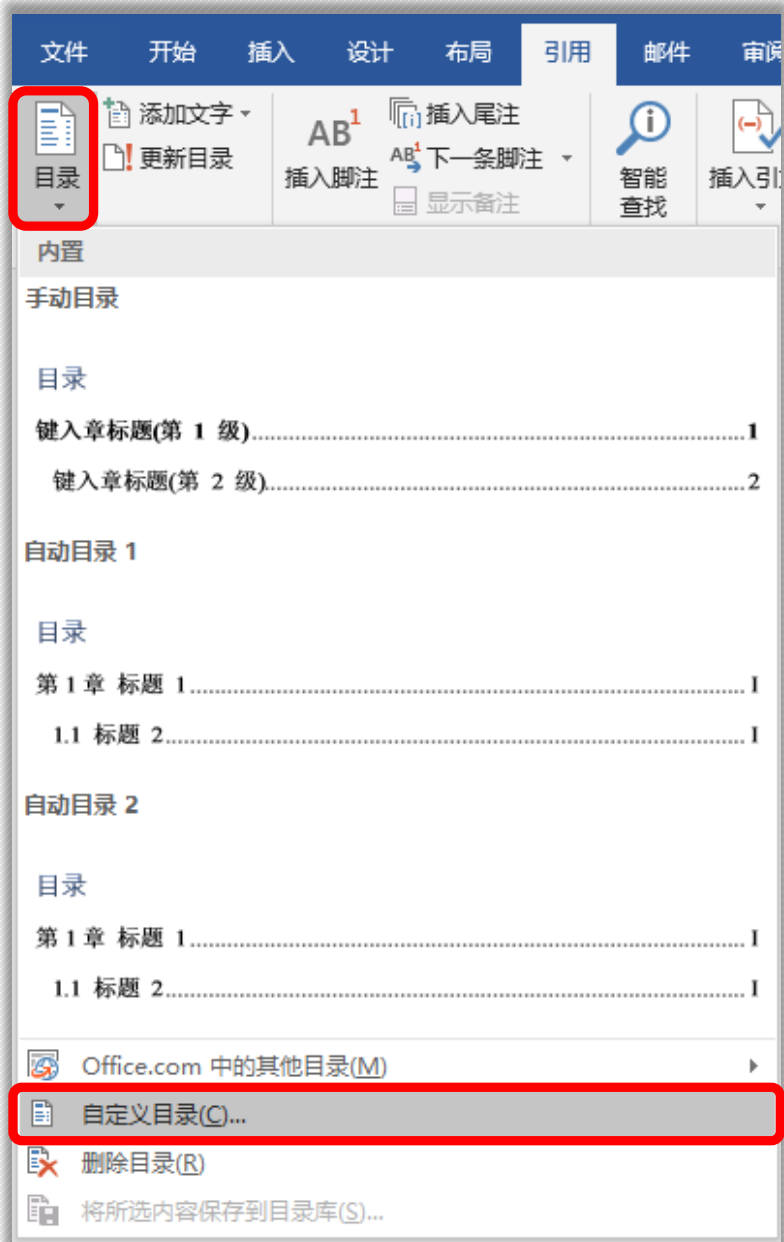 文件 开始 插入 设计 布局 引用 邮件 审阅
添加文字 AB1 插入尾注
更新目录 下一条脚注
目录 插入脚注 显示备注 智能查找 插入引
内置
手动目录
目录
键入章标题(第 1 级)........................1
键入章标题(第 2 级)........................2
自动目录 1
目录
第 1 章 标题 1........................I
1.1 标题 2........................I
自动目录 2
目录
第 1 章 标题 1........................I
1.1 标题 2........................I
Office.com 中的其他目录(M)
自定义目录(C)...
删除目录(R)
将所选内容保存到目录库(S)...